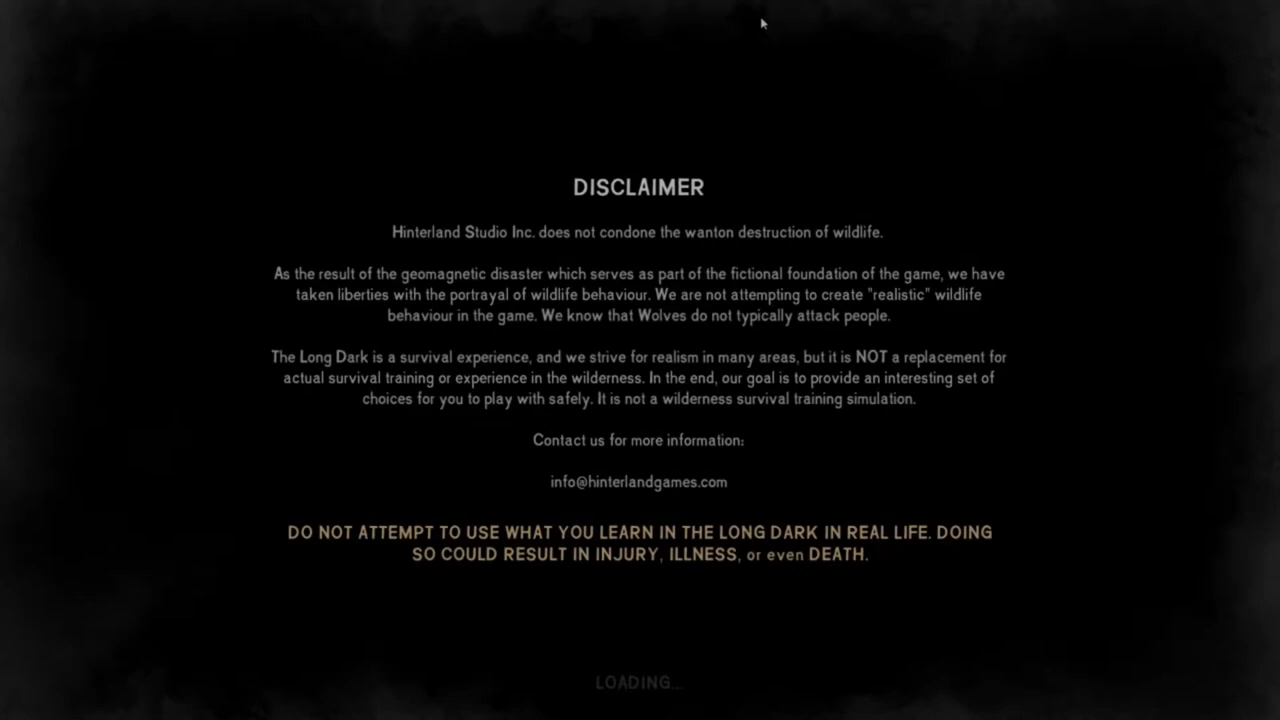 DISCLAIMER
Hinterland Studio Inc. does not condone the wanton destruction of wildlife.
As the result of the geomagnetic disaster which serves as part of the fictional foundation of the game, we have
taken liberties with the portrayal of wildlife behaviour. We are not attempting to create "realistic" wildlife
behaviour in the game. We know that Wolves do not typically attack people.
The Long Dark is a survival experience, and we strive for realism in many areas, but it is NOT a replacement for
actual survival training or experience in the wilderness. In the end, our goal is to provide an interesting set of
choices for you to play with safely. It is not a wilderness survival training simulation.
Contact us for more information:
info@hinterlandgames.com
DO NOT ATTEMPT TO USE WHAT YOU LEARN IN THE LONG DARK IN REAL LIFE. DOING
SO COULD RESULT IN INJURY, ILLNESS, or even DEATH.
LOADING...